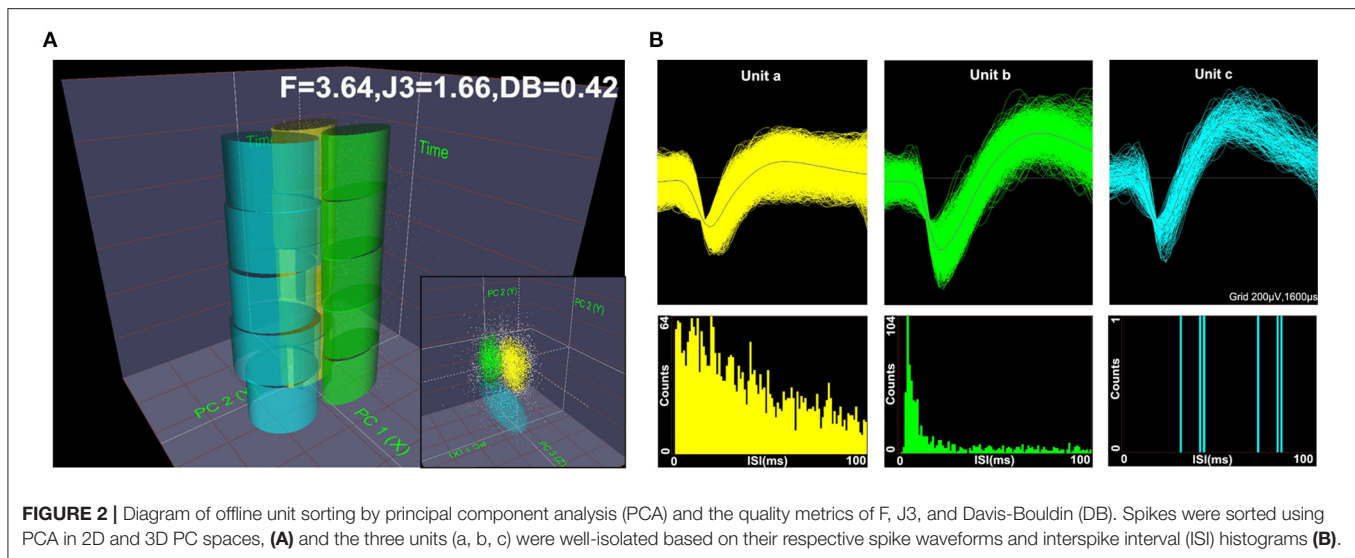 A
F=3.64,J3=1.66,DB=0.42
Time
Time
PC 2 (Y)
PC 1 (X)
PC 2 (Y)
PC 2 (Y)
PC 1 (X)
PC 3 (Z)
B
Unit a
Unit b
Unit c
Grid 200µV,1600µs
64
Counts
0
0
ISI(ms)
100
104
Counts
0
0
ISI(ms)
100
1
Counts
0
0
ISI(ms)
100
FIGURE 2 | Diagram of offline unit sorting by principal component analysis (PCA) and the quality metrics of F, J3, and Davis-Bouldin (DB). Spikes were sorted using
PCA in 2D and 3D PC spaces, (A) and the three units (a, b, c) were well-isolated based on their respective spike waveforms and interspike interval (ISI) histograms (B).